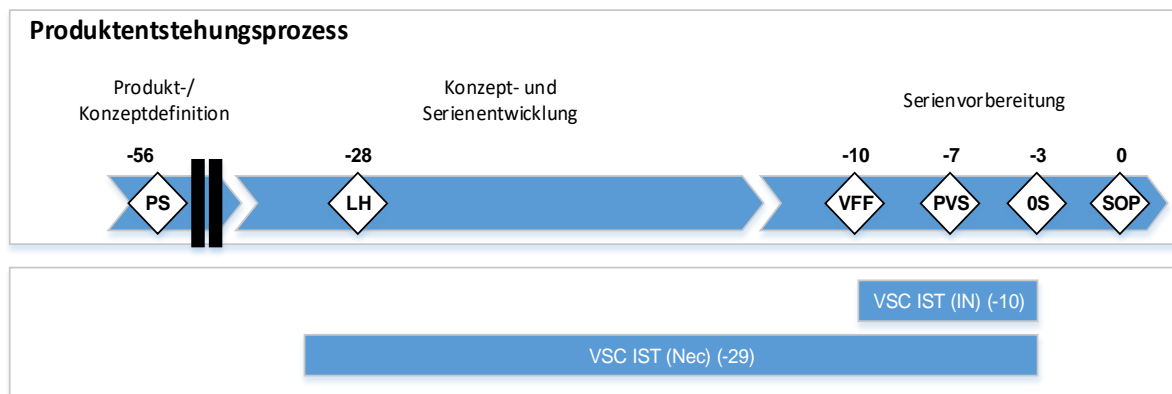 Produktentstehungsprozess
Produkt-/
Konzeptdefinition
Konzept- und
Serienentwicklung
Serienvorbereitung
-56
-28
-10
-7
-3
0
PS
LH
VFF
PVS
0S
SOP
VSC IST (IN) (-10)
VSC IST (Nec) (-29)